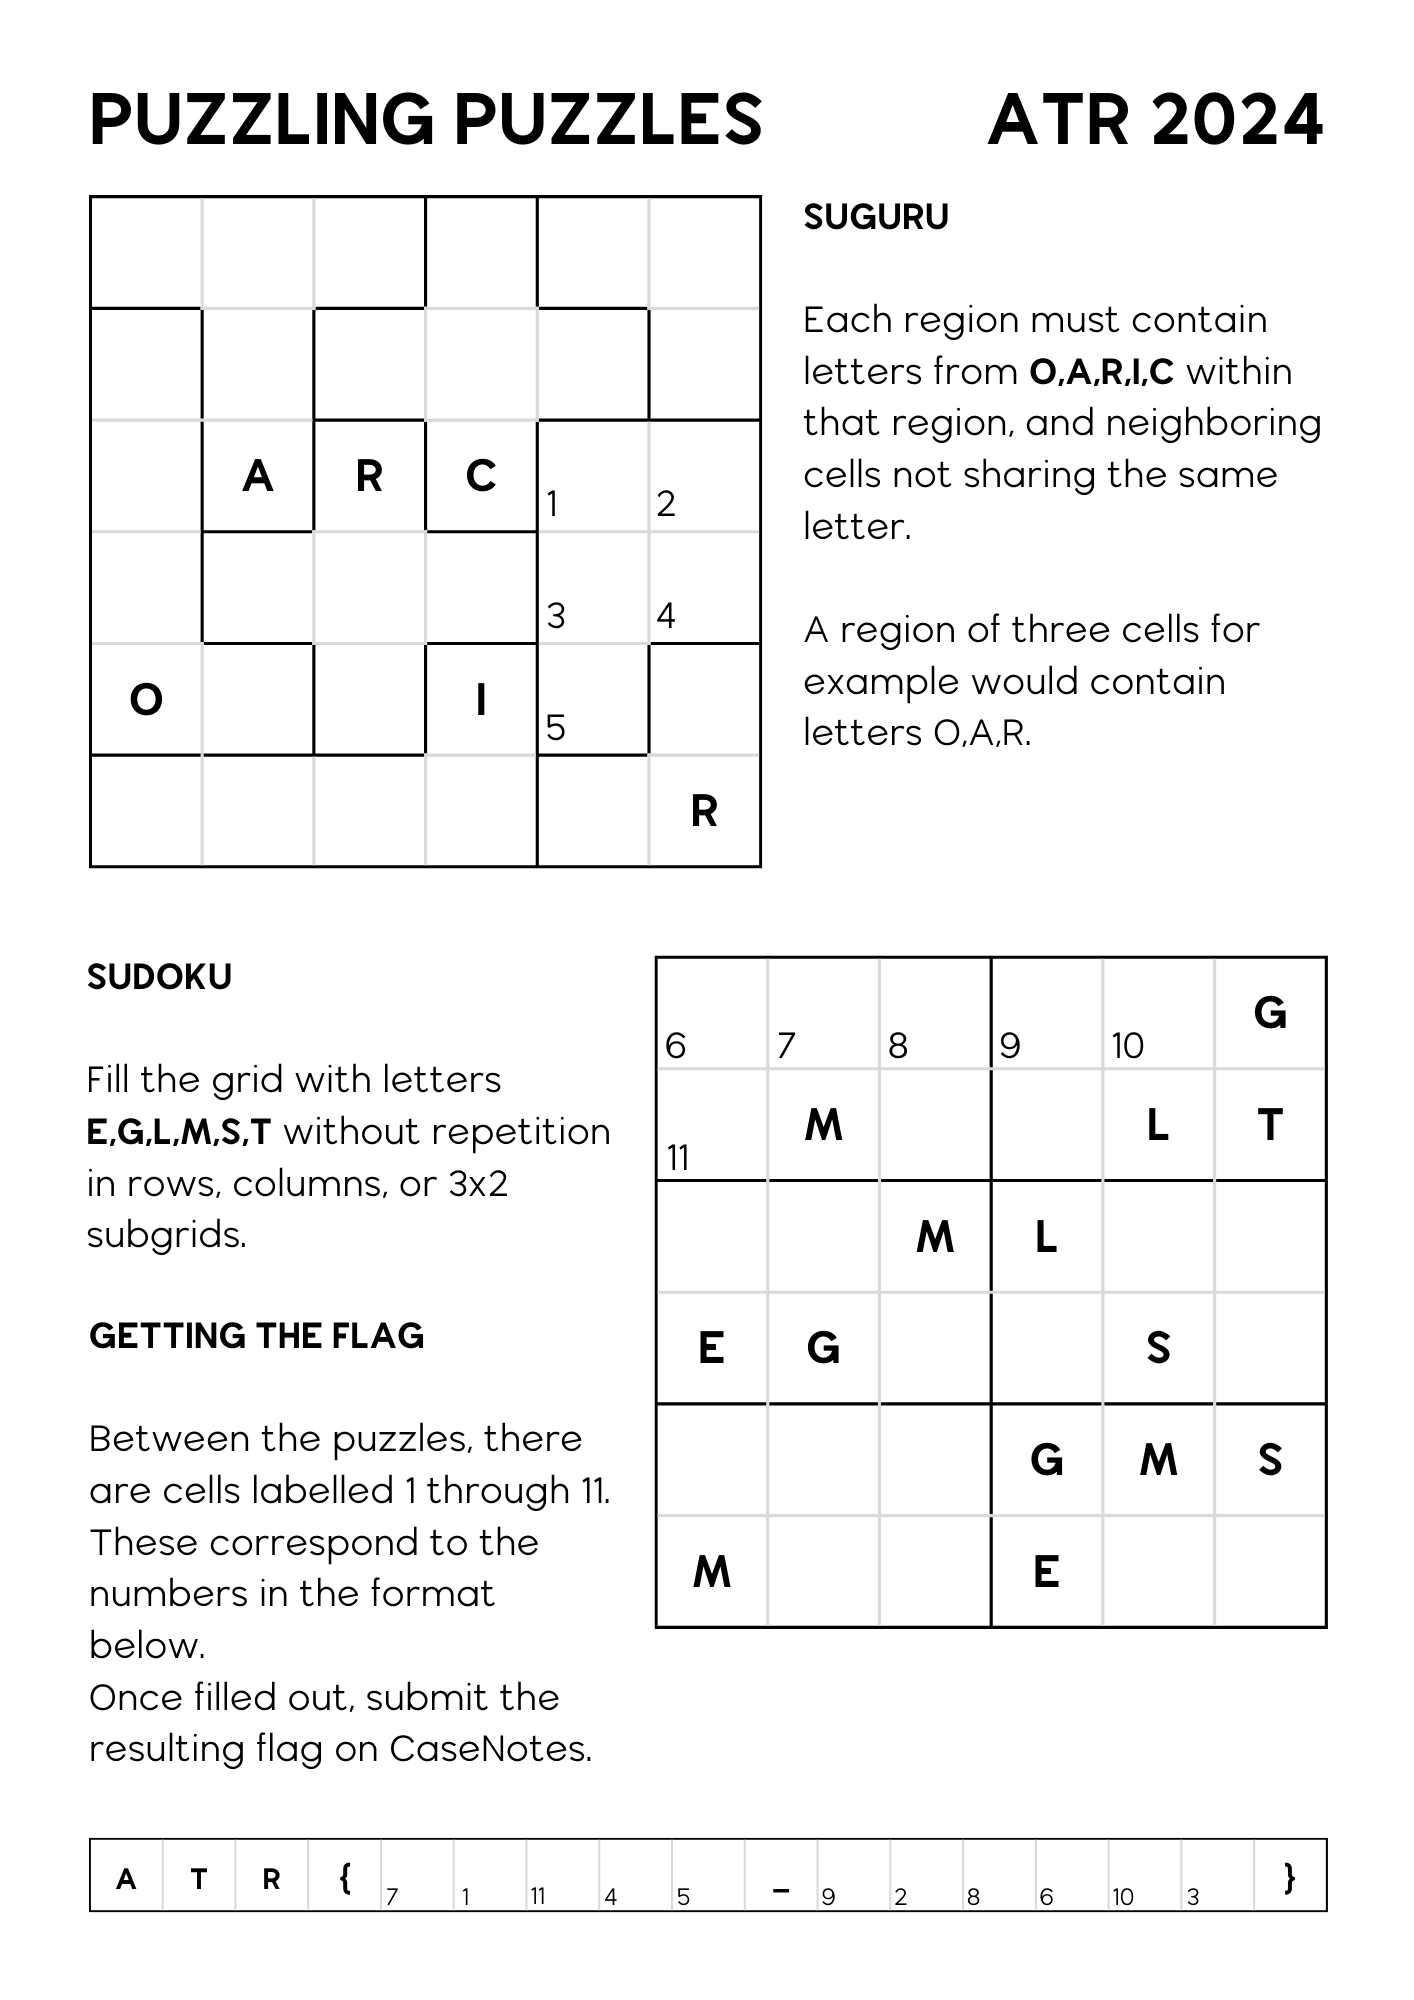 PUZZLING PUZZLES ATR 2024
SUGURU
Each region must contain
letters from O,A,R,I,C within
that region, and neighboring
cells not sharing the same
letter.
A region of three cells for
example would contain
letters O,A,R.
A R C 1 2
3 4
O I 5
R
SUDOKU
Fill the grid with letters
E,G,L,M,S,T without repetition
in rows, columns, or 3x2
subgrids.
GETTING THE FLAG
Between the puzzles, there
are cells labelled 1 through 11.
These correspond to the
numbers in the format
below.
Once filled out, submit the
resulting flag on CaseNotes.
6 7 8 9 10 G
11 M L T
M L
E G S
G M S
M E
A T R { 7 1 11 4 5 _ 9 2 8 6 10 3 }